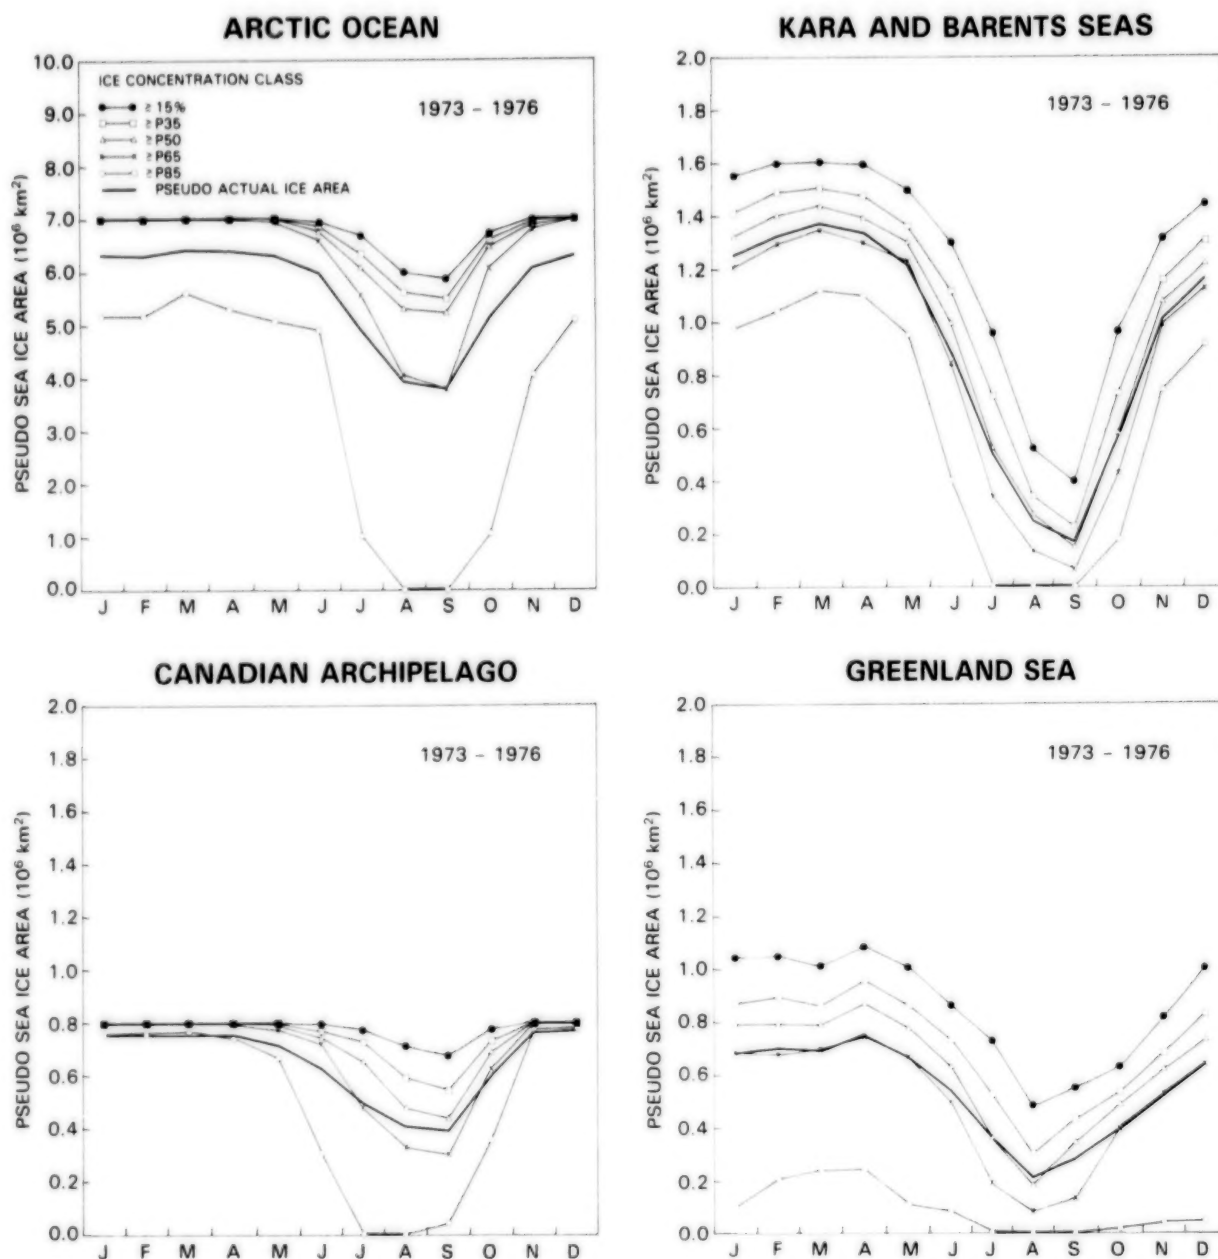 ARCTIC OCEAN
PSEUDO SEA ICE AREA (10⁶ km²)
10.0
9.0
8.0
7.0
6.0
5.0
4.0
3.0
2.0
1.0
0.0
ICE CONCENTRATION CLASS
≥ 15%
≥P35
≥P50
≥P65
≥P85
PSEUDO ACTUAL ICE AREA
1973 – 1976
J F M A M J J A S O N D
KARA AND BARENTS SEAS
PSEUDO SEA ICE AREA (10⁶ km²)
2.0
1.8
1.6
1.4
1.2
1.0
0.8
0.6
0.4
0.2
0.0
1973 – 1976
J F M A M J J A S O N D
CANADIAN ARCHIPELAGO
PSEUDO SEA ICE AREA (10⁶ km²)
2.0
1.8
1.6
1.4
1.2
1.0
0.8
0.6
0.4
0.2
0.0
1973 – 1976
J F M A M J J A S O N D
GREENLAND SEA
PSEUDO SEA ICE AREA (10⁶ km²)
2.0
1.8
1.6
1.4
1.2
1.0
0.8
0.6
0.4
0.2
0.0
1973 – 1976
J F M A M J J A S O N D